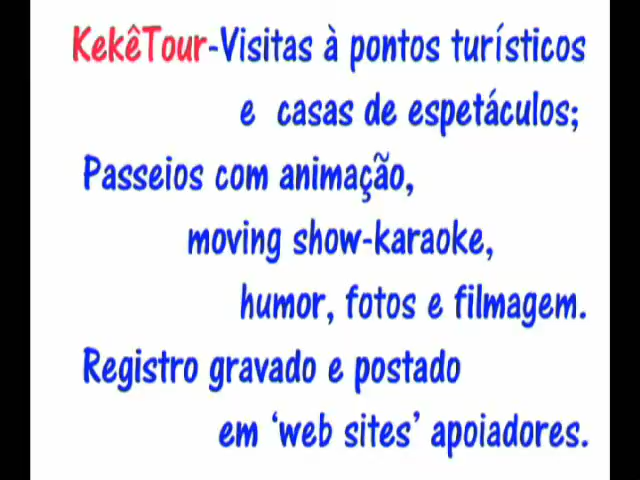 KekêTour-Visitas à pontos turísticos
e casas de espetáculos;
Passeios com animação,
moving show-karaoke,
humor, fotos e filmagem.
Registro gravado e postado
em ‘web sites’ apoiadores.